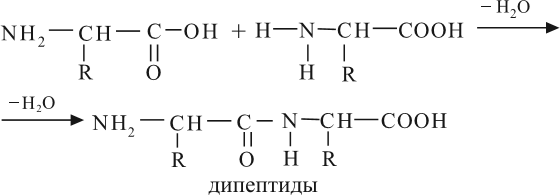 NH₂–CH–C–OH + H–N–CH–COOH –H₂O
R O H R
–H₂O NH₂–CH–C–N–CH–COOH
R O H R
дипептиды